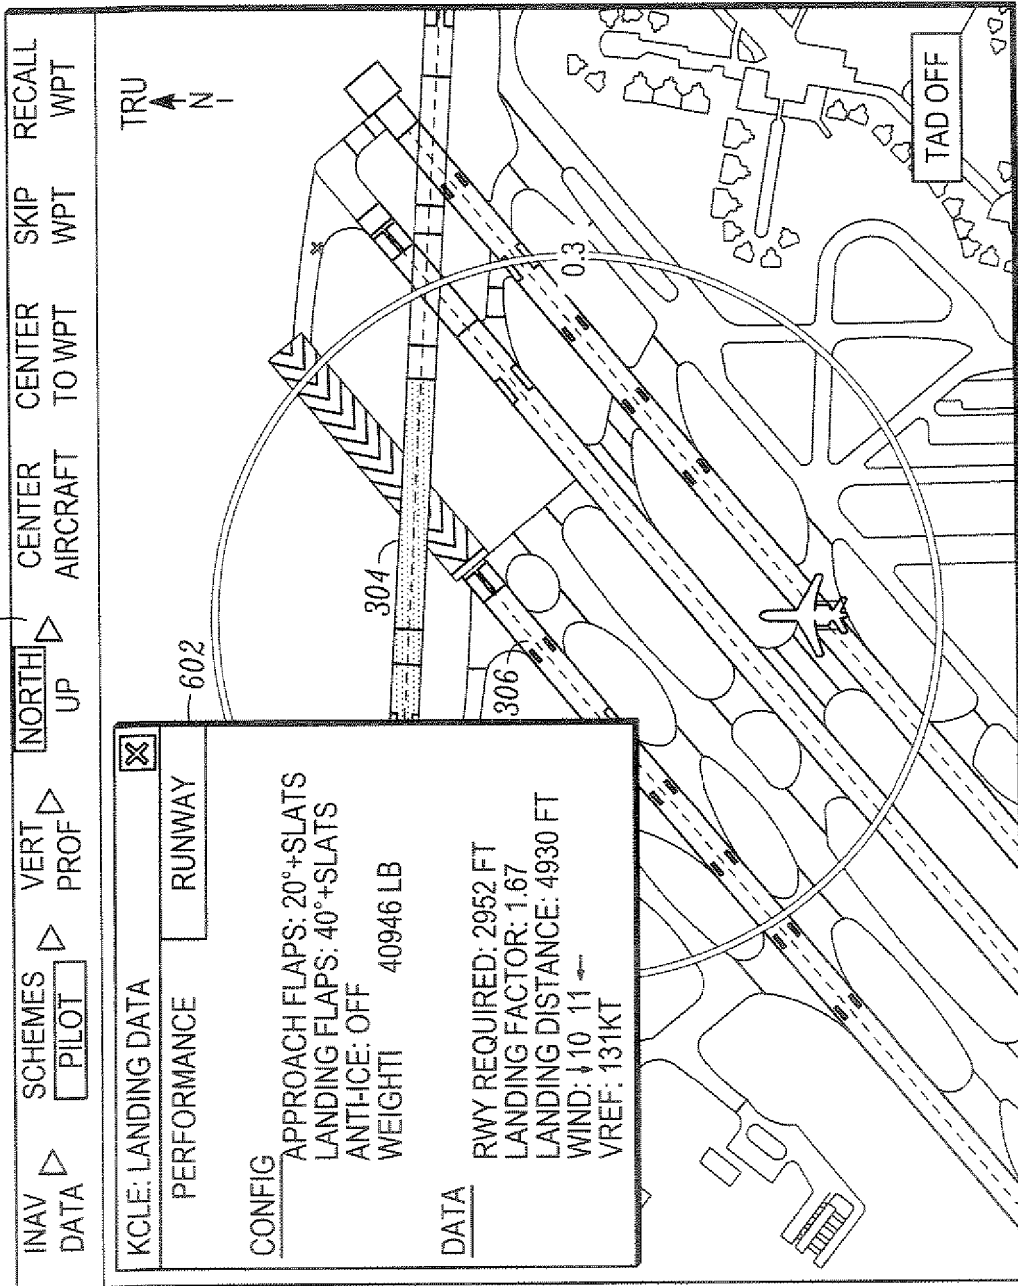 INAV SCHEMES VERT NORTH CENTER CENTER SKIP RECALL
DATA PILOT PROF UP AIRCRAFT TO WPT WPT WPT
TRU
N
KCLE: LANDING DATA
PERFORMANCE RUNWAY
602
CONFIG
APPROACH FLAPS: 20°+SLATS
LANDING FLAPS: 40°+SLATS
ANTI-ICE: OFF
WEIGHTI 40946 LB
DATA
RWY REQUIRED: 2952 FT
LANDING FACTOR: 1.67
LANDING DISTANCE: 4930 FT
WIND: ↓10 11 ←
VREF: 131KT
304
306
0.3
TAD OFF